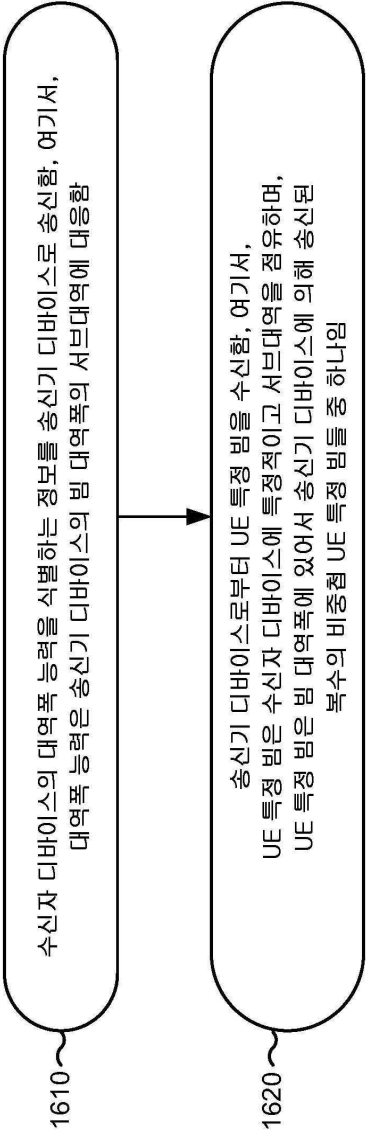 수신자 디바이스의 대역폭 능력을 식별하는 정보를 송신기 디바이스로 송신함, 여기서,
대역폭 능력은 송신기 디바이스의 빔 대역폭의 서브대역에 대응함
1610
송신기 디바이스로부터 UE 특정 빔을 수신함, 여기서,
UE 특정 빔은 수신자 디바이스에 특정적이고 서브대역을 점유하며,
UE 특정 빔은 빔 대역폭에 있어서 송신기 디바이스에 의해 송신된
복수의 비중첩 UE 특정 빔들 중 하나임
1620